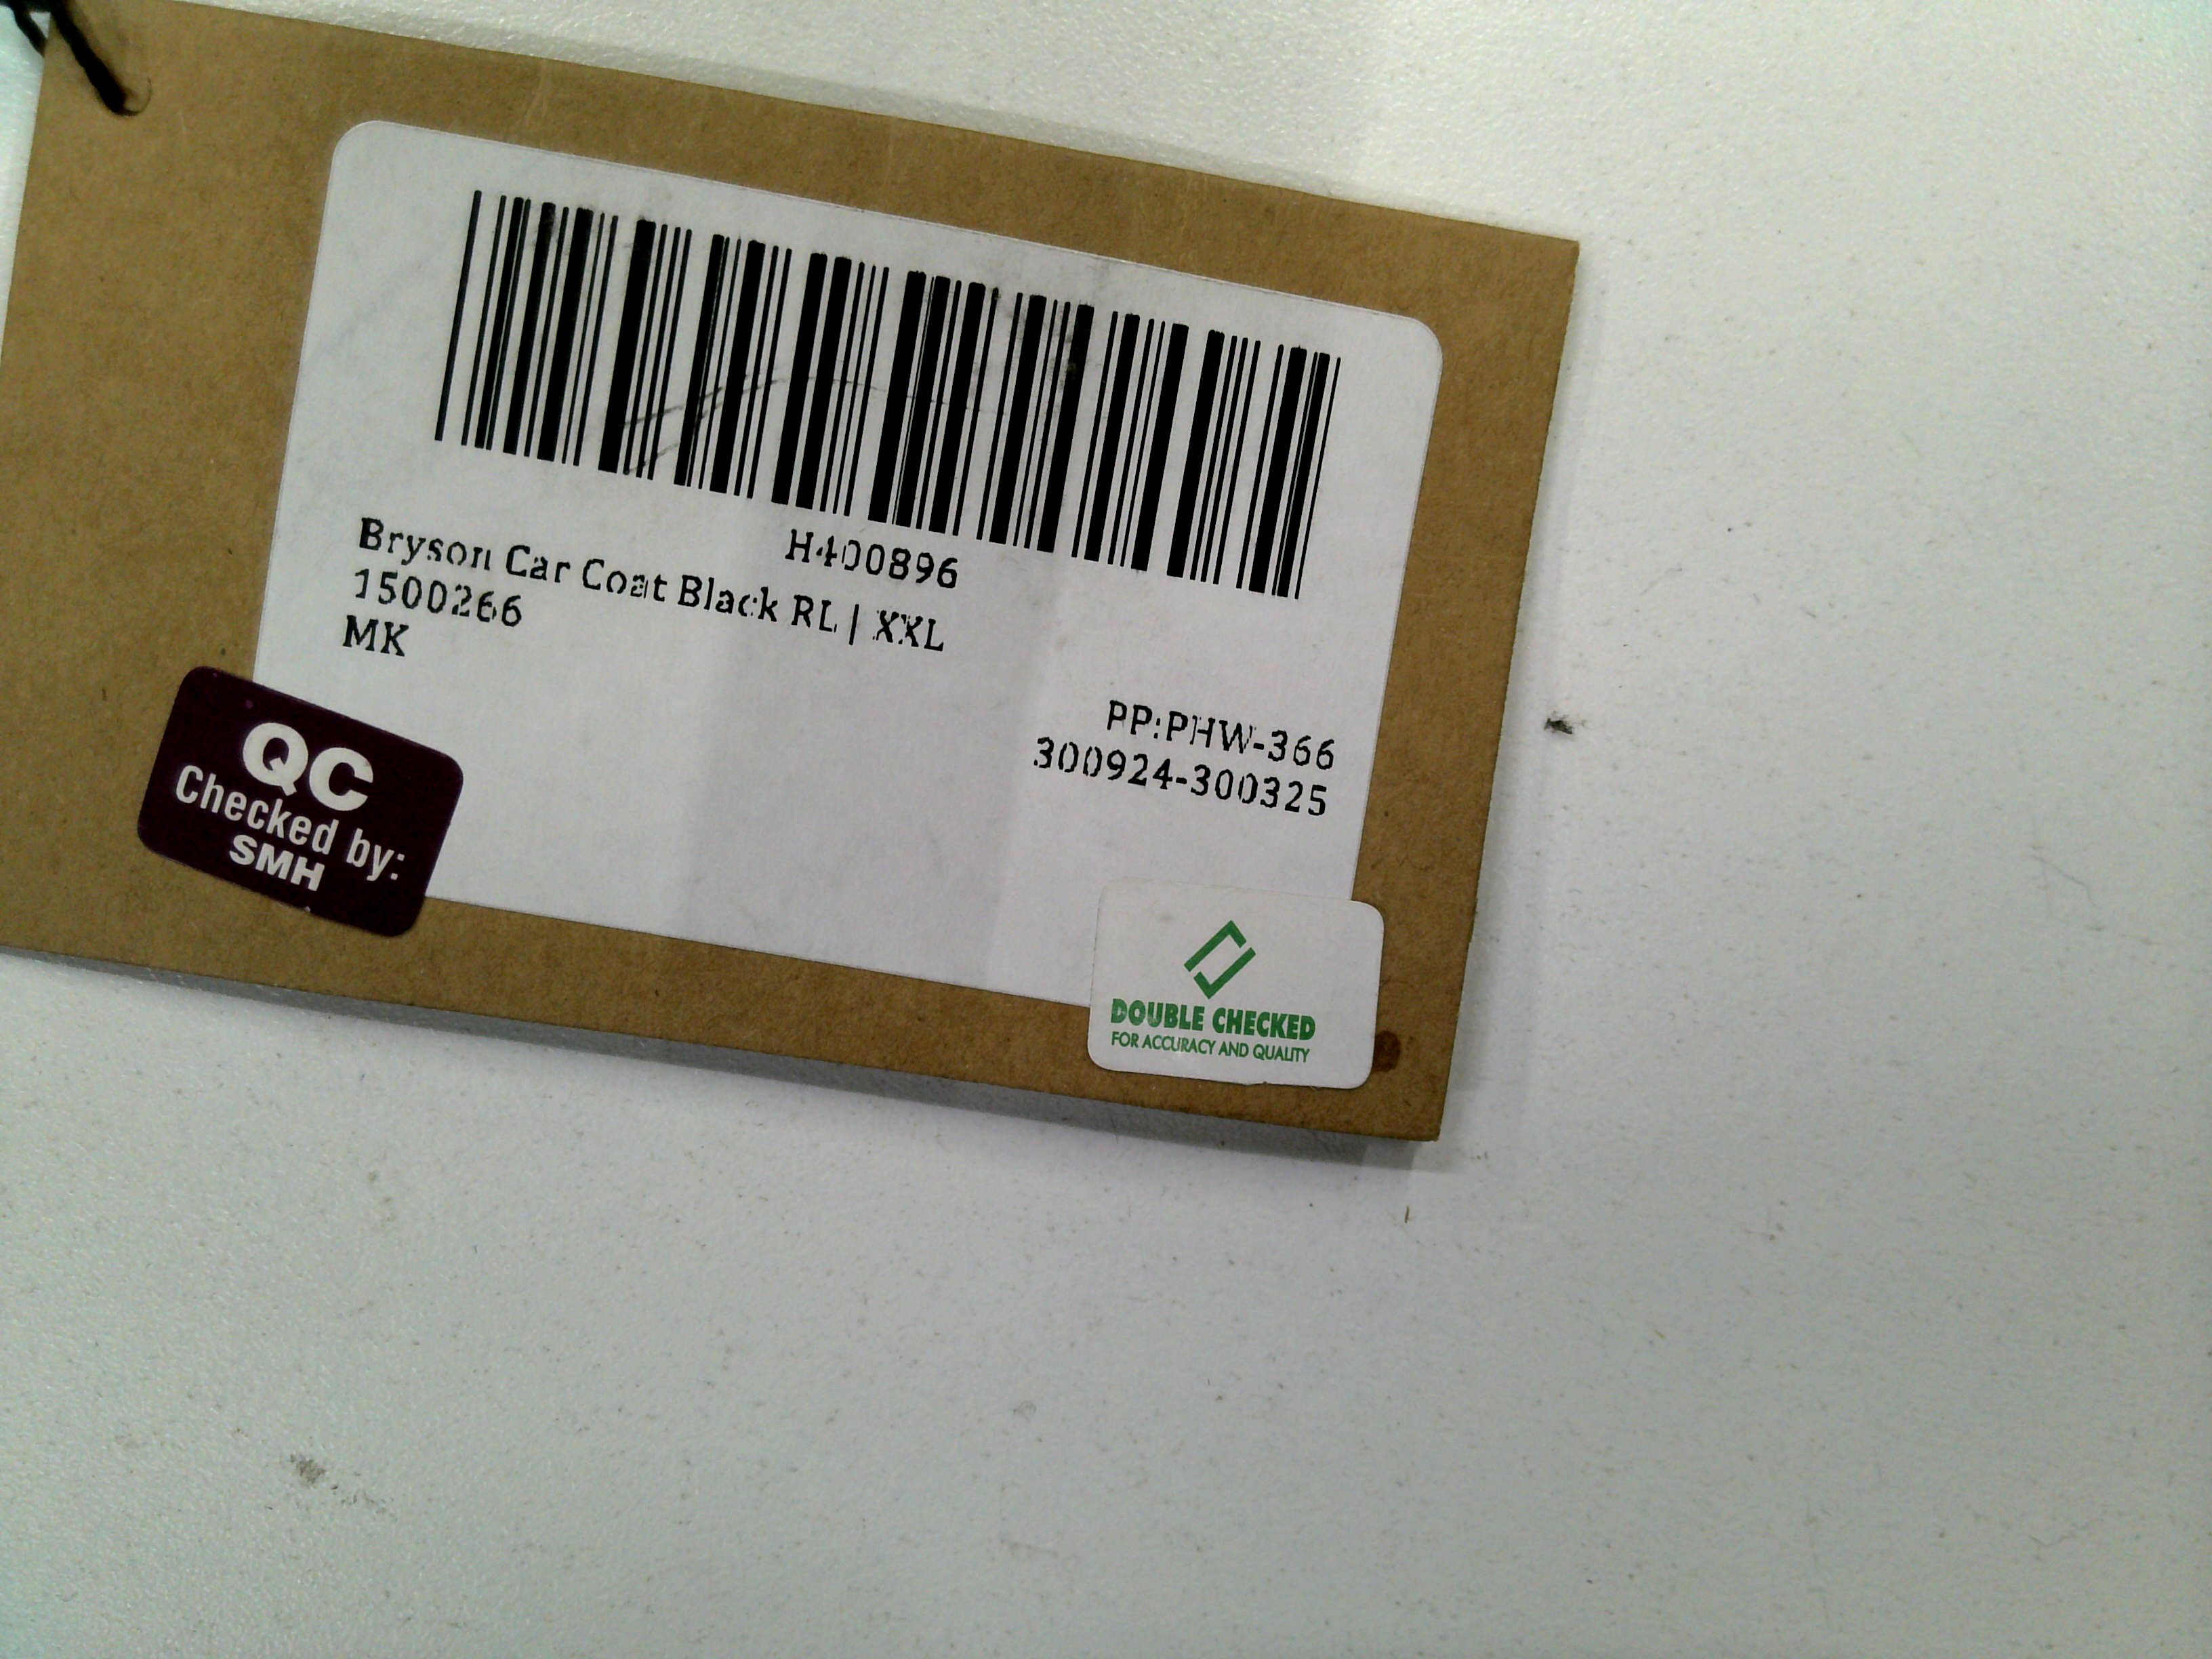 H400896
Bryson Car Coat Black RL | XXL
1500266
MK
PP:PHW-366
300924-300325
QC
Checked by:
SMH
DOUBLE CHECKED
FOR ACCURACY AND QUALITY